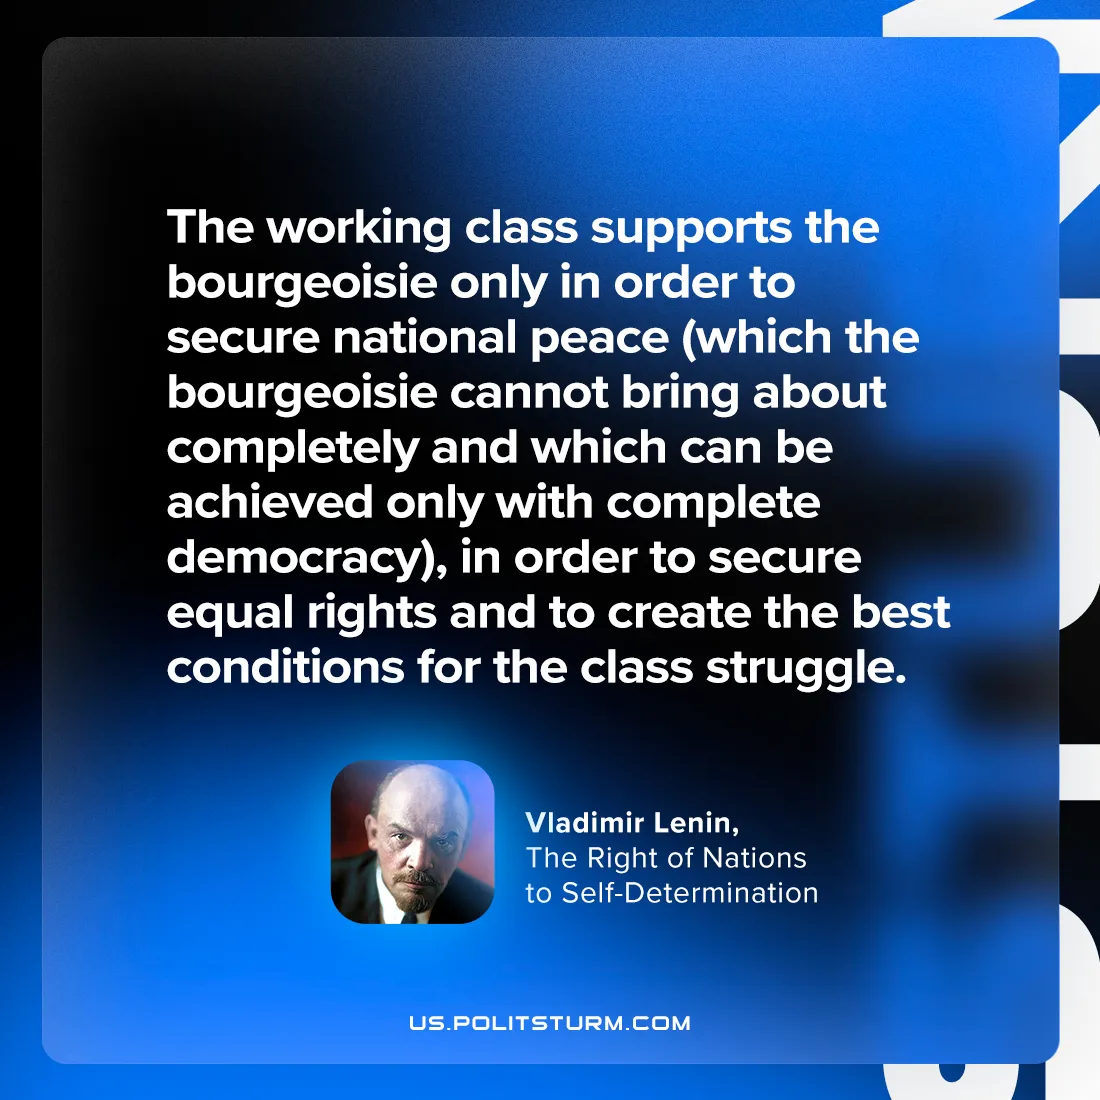 The working class supports the
bourgeoisie only in order to
secure national peace (which the
bourgeoisie cannot bring about
completely and which can be
achieved only with complete
democracy), in order to secure
equal rights and to create the best
conditions for the class struggle.
Vladimir Lenin,
The Right of Nations
to Self-Determination
US.POLITSTURM.COM